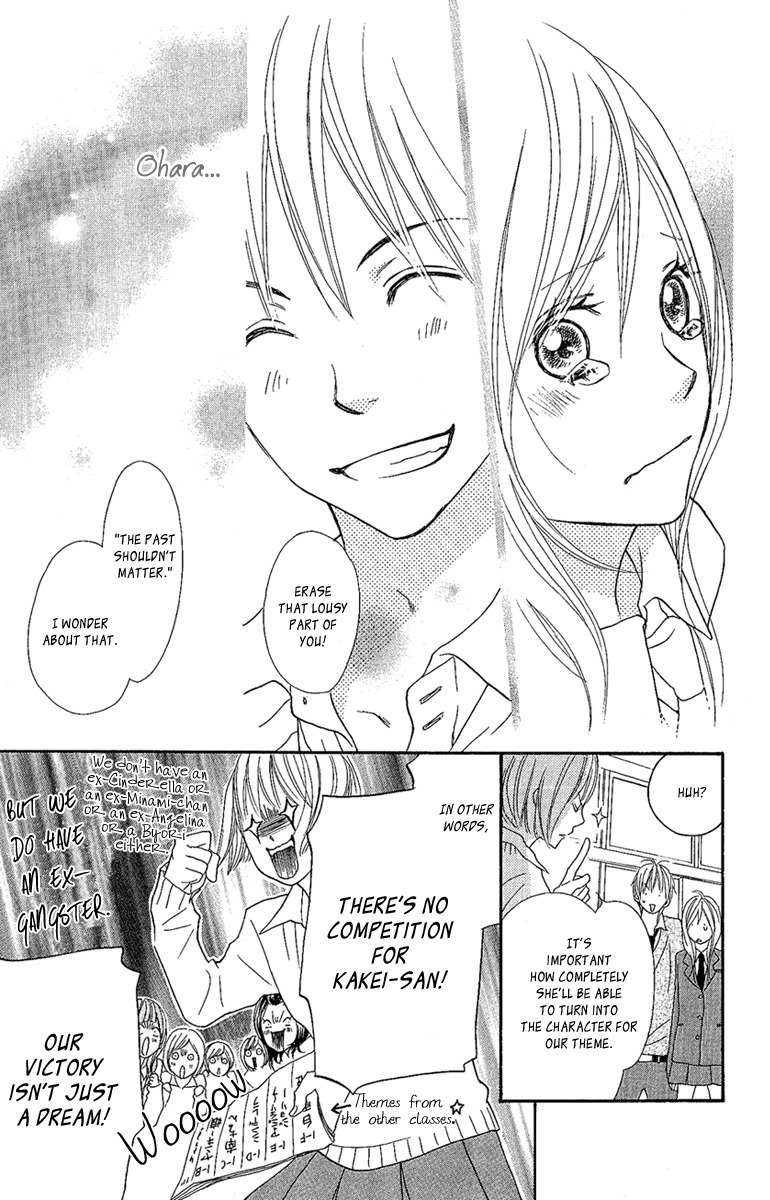 Ohara...
ERASE
THAT LOUSY
PART OF
YOU!
"THE PAST
SHOULDN'T
MATTER."
I WONDER
ABOUT THAT.
HUH?
IT'S
IMPORTANT
HOW COMPLETELY
SHE'LL BE ABLE
TO TURN INTO
THE CHARACTER FOR
OUR THEME.
IN OTHER
WORDS,
THERE'S NO
COMPETITION
FOR
KAKEI-SAN!
Themes from
the other classes.
We don't have an
ex-Cinderella or
an ex-Minami-chan
or an ex-Angelina
or a Byori
either.
BUT WE
DO HAVE
AN EX-
GANGSTER.
OUR
VICTORY
ISN'T JUST
A DREAM!
Woooow